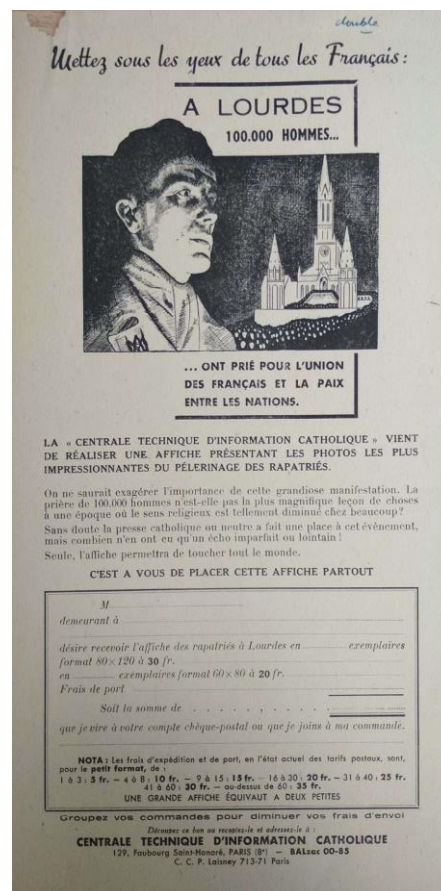 double
Mettez sous les yeux de tous les Français :
A LOURDES
100.000 HOMMES...
... ONT PRIÉ POUR L'UNION
DES FRANÇAIS ET LA PAIX
ENTRE LES NATIONS.
LA « CENTRALE TECHNIQUE D'INFORMATION CATHOLIQUE » VIENT
DE RÉALISER UNE AFFICHE PRÉSENTANT LES PHOTOS LES PLUS
IMPRESSIONNANTES DU PÉLERINAGE DES RAPATRIÉS.
On ne saurait exagérer l'importance de cette grandiose manifestation. La
prière de 100.000 hommes n'est-elle pas la plus magnifique leçon de choses
à une époque où le sens religieux est tellement diminué chez beaucoup?
Sans doute la presse catholique ou neutre a fait une place à cet événement,
mais combien n'en ont eu qu'un écho imparfait ou lointain !
Seule, l'affiche permettra de toucher tout le monde.
C'EST A VOUS DE PLACER CETTE AFFICHE PARTOUT
M
demeurant à
désire recevoir l'affiche des rapatriés à Lourdes en exemplaires
format 80×120 à 30 fr.
en exemplaires format 60×80 à 20 fr.
Frais de port
Soit la somme de . . . . . . . . . .
que je vire à votre compte chèque-postal ou que je joins à ma commande.
NOTA : Les frais d'expédition et de port, en l'état actuel des tarifs postaux, sont,
pour le petit format, de :
1 à 3 : 5 fr. — 4 à 8 : 10 fr. — 9 à 15 : 15 fr. — 16 à 30 : 20 fr. — 31 à 40 : 25 fr.
41 à 60 : 30 fr. — au-dessus de 60 : 35 fr.
UNE GRANDE AFFICHE ÉQUIVAUT A DEUX PETITES
Groupez vos commandes pour diminuer vos frais d'envoi
Découpez ce bon ou recopiez-le et adressez-le à :
CENTRALE TECHNIQUE D'INFORMATION CATHOLIQUE
129, Faubourg Saint-Honoré, PARIS (8e) — BALzac 00-85
C. C. P. Laisney 713-71 Paris